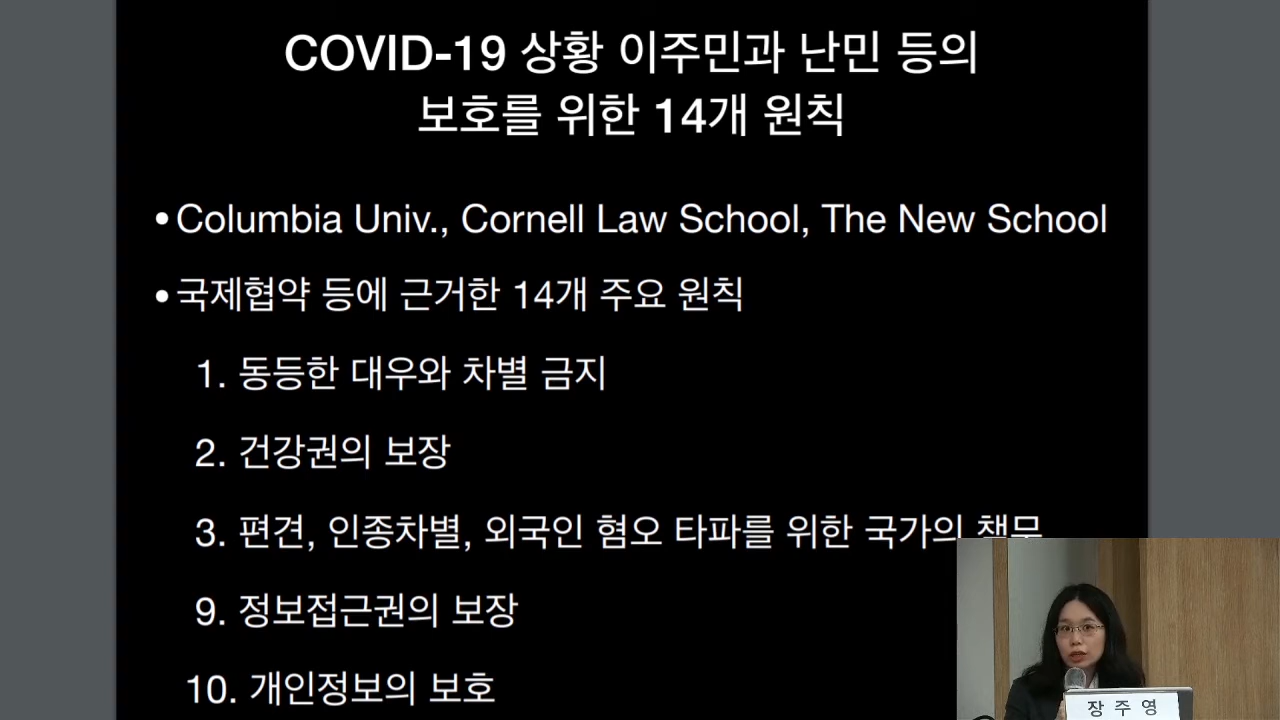 COVID-19 상황 이주민과 난민 등의
보호를 위한 14개 원칙
• Columbia Univ., Cornell Law School, The New School
• 국제협약 등에 근거한 14개 주요 원칙
1. 동등한 대우와 차별 금지
2. 건강권의 보장
3. 편견, 인종차별, 외국인 혐오 타파를 위한 국가의 책무
9. 정보접근권의 보장
10. 개인정보의 보호
장주영